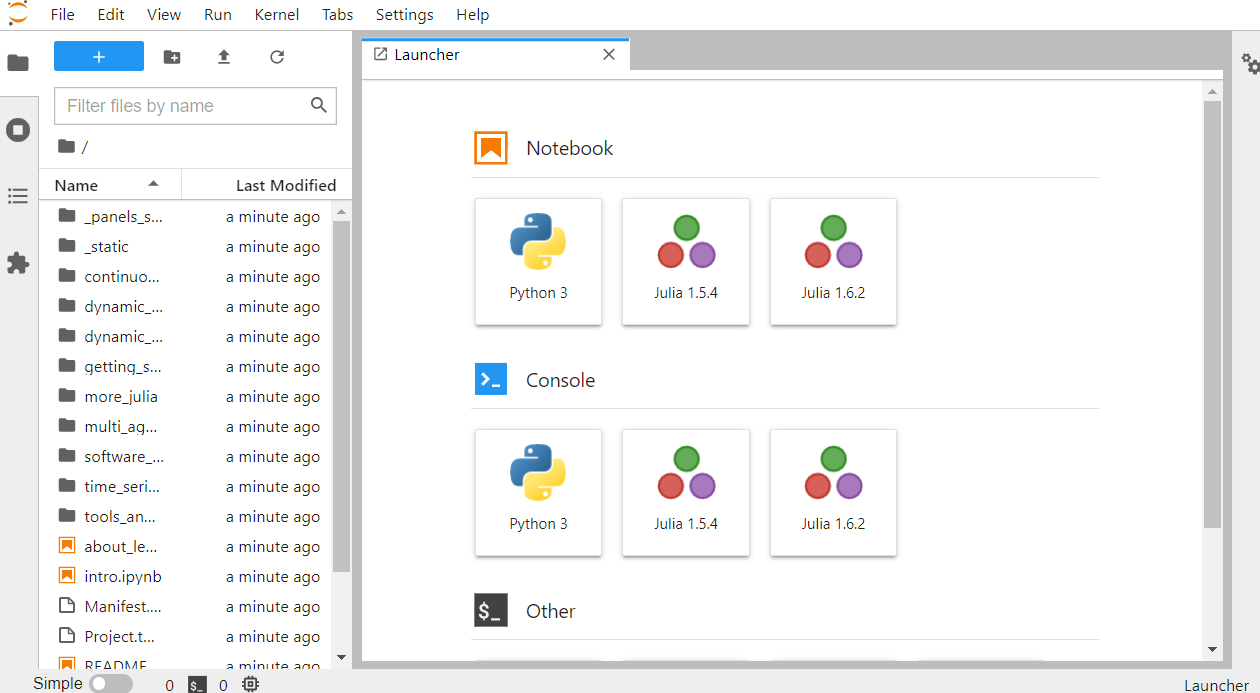 File Edit View Run Kernel Tabs Settings Help
Launcher
Filter files by name
/
Name Last Modified
_panels_s... a minute ago
_static a minute ago
continuo... a minute ago
dynamic_... a minute ago
dynamic_... a minute ago
getting_s... a minute ago
more_julia a minute ago
multi_ag... a minute ago
software_... a minute ago
time_seri... a minute ago
tools_an... a minute ago
about_le... a minute ago
intro.ipynb a minute ago
Manifest.... a minute ago
Project.t... a minute ago
README a minute ago
Notebook
Python 3 Julia 1.5.4 Julia 1.6.2
Console
Python 3 Julia 1.5.4 Julia 1.6.2
$_ Other
Simple 0 $_ 0 Launcher